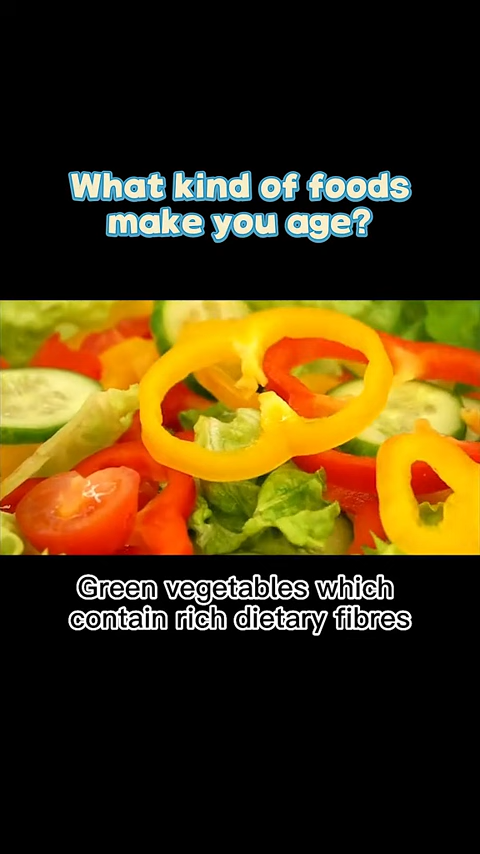 What kind of foods
make you age?
Green vegetables which
contain rich dietary fibres